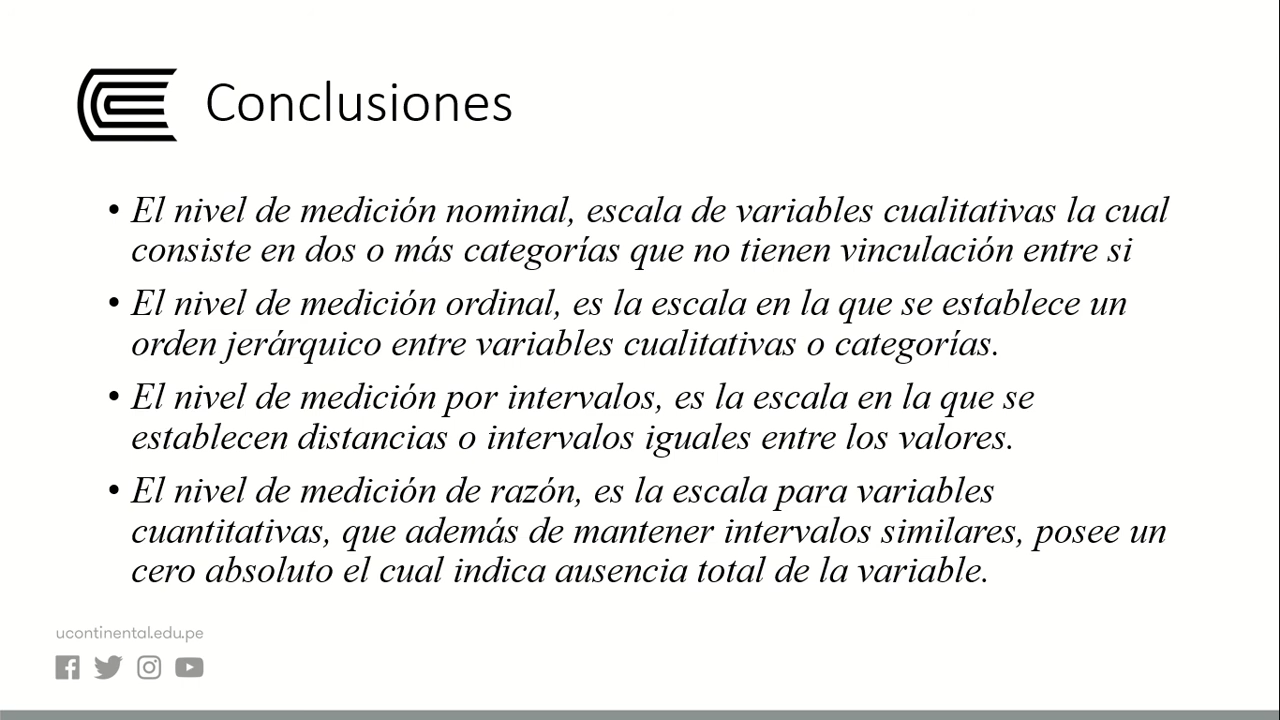 Conclusiones
• El nivel de medición nominal, escala de variables cualitativas la cual
consiste en dos o más categorías que no tienen vinculación entre si
• El nivel de medición ordinal, es la escala en la que se establece un
orden jerárquico entre variables cualitativas o categorías.
• El nivel de medición por intervalos, es la escala en la que se
establecen distancias o intervalos iguales entre los valores.
• El nivel de medición de razón, es la escala para variables
cuantitativas, que además de mantener intervalos similares, posee un
cero absoluto el cual indica ausencia total de la variable.
ucontinental.edu.pe